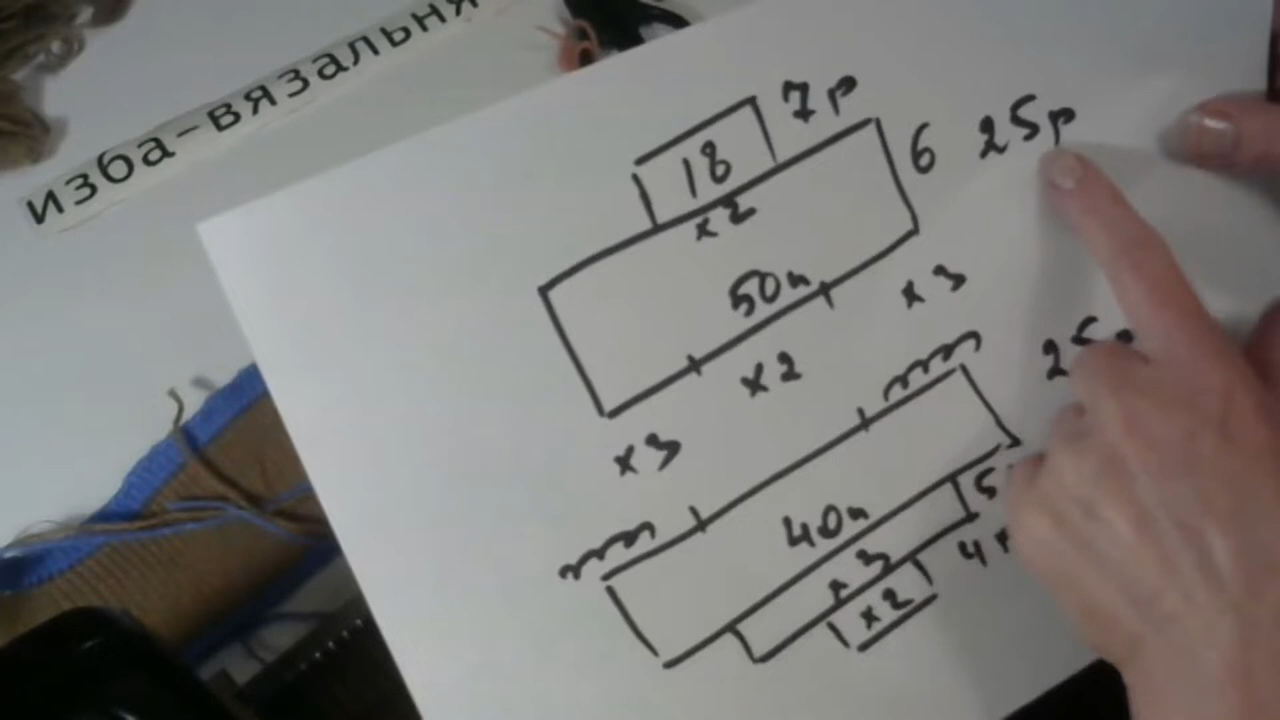 изба-вязальня
7р
18
6 25р
х2
50п
х3
х2
х3
40п
5
х3
4
х2